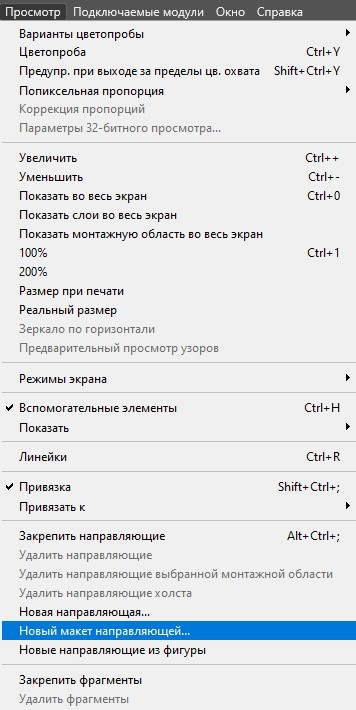 Просмотр Подключаемые модули Окно Справка
Варианты цветопробы
Цветопроба Ctrl+Y
Предупр. при выходе за пределы цв. охвата Shift+Ctrl+Y
Попиксельная пропорция
Коррекция пропорций
Параметры 32-битного просмотра...
Увеличить Ctrl++
Уменьшить Ctrl+-
Показать во весь экран Ctrl+0
Показать слои во весь экран
Показать монтажную область во весь экран
100% Ctrl+1
200%
Размер при печати
Реальный размер
Зеркало по горизонтали
Предварительный просмотр узоров
Режимы экрана
Вспомогательные элементы Ctrl+H
Показать
Линейки Ctrl+R
Привязка Shift+Ctrl+;
Привязать к
Закрепить направляющие Alt+Ctrl+;
Удалить направляющие
Удалить направляющие выбранной монтажной области
Удалить направляющие холста
Новая направляющая...
Новый макет направляющей...
Новые направляющие из фигуры
Закрепить фрагменты
Удалить фрагменты